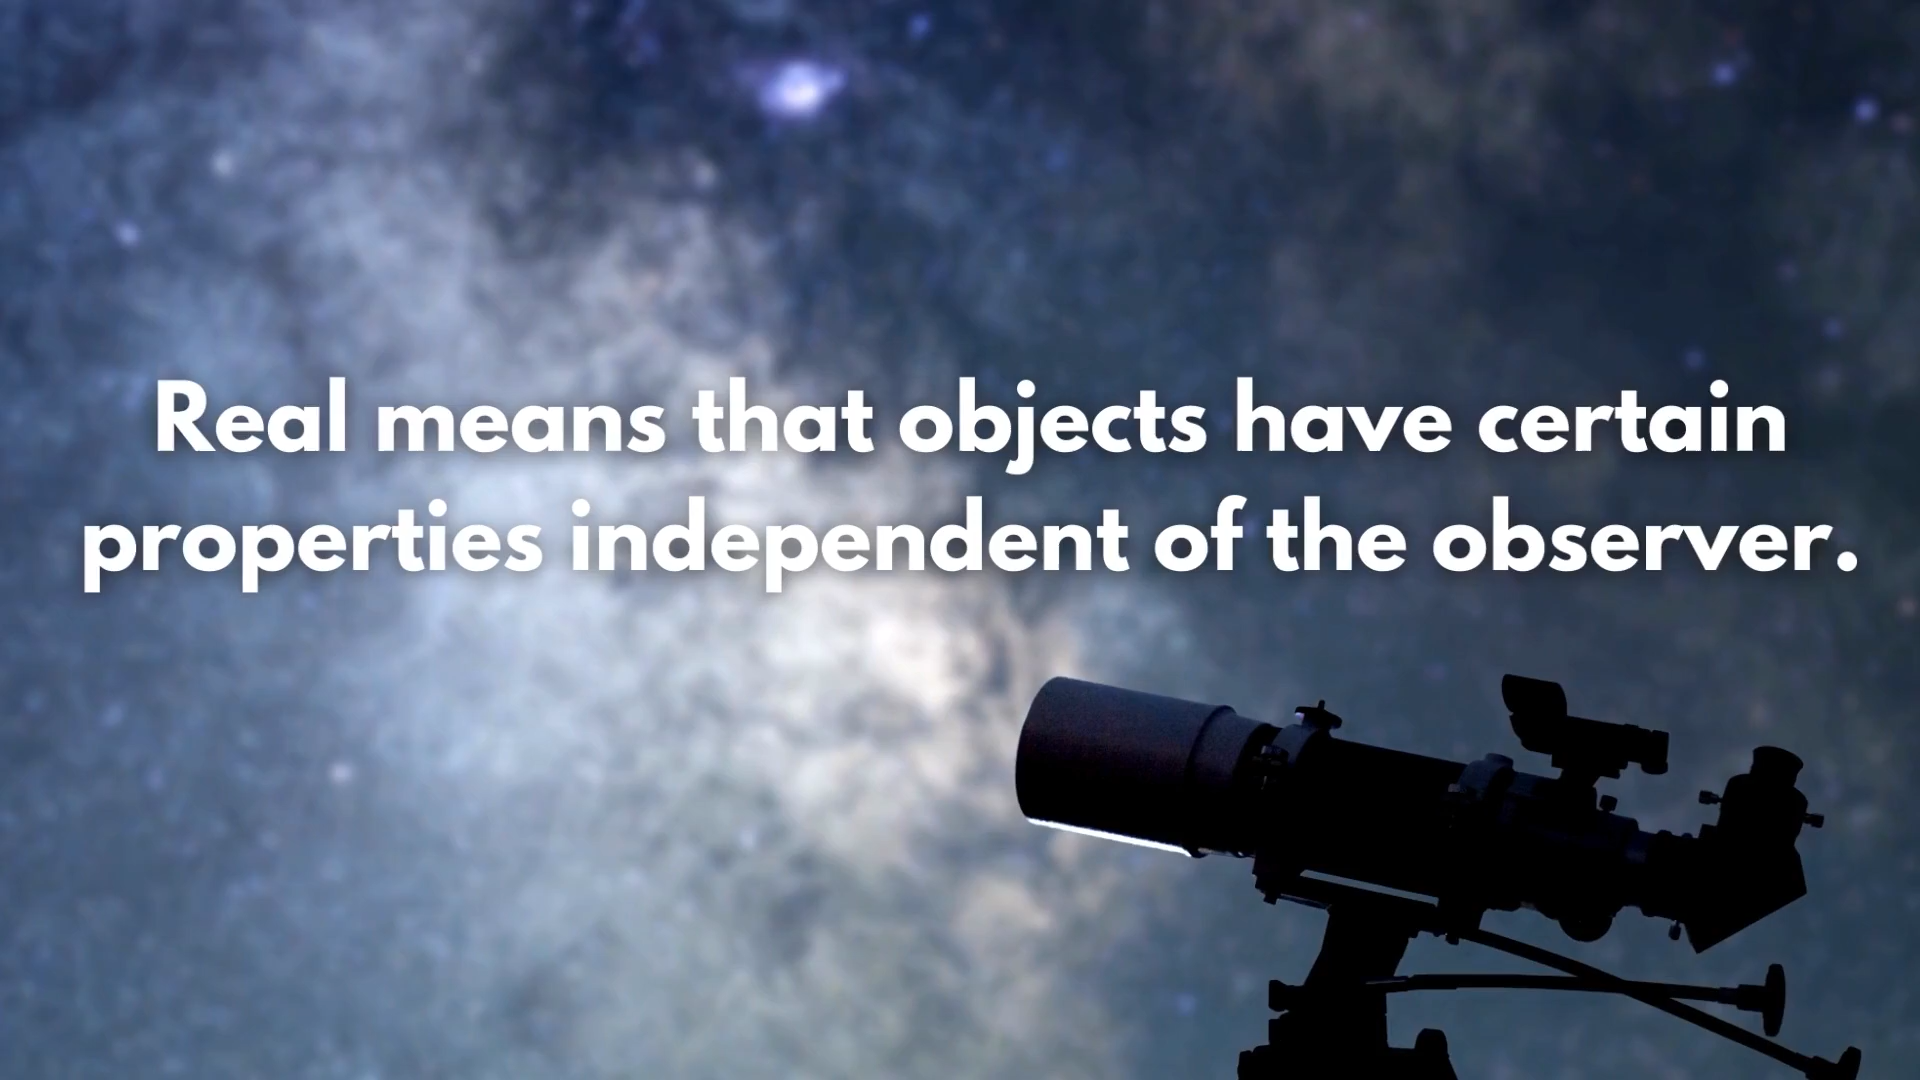 Real means that objects have certain
properties independent of the observer.